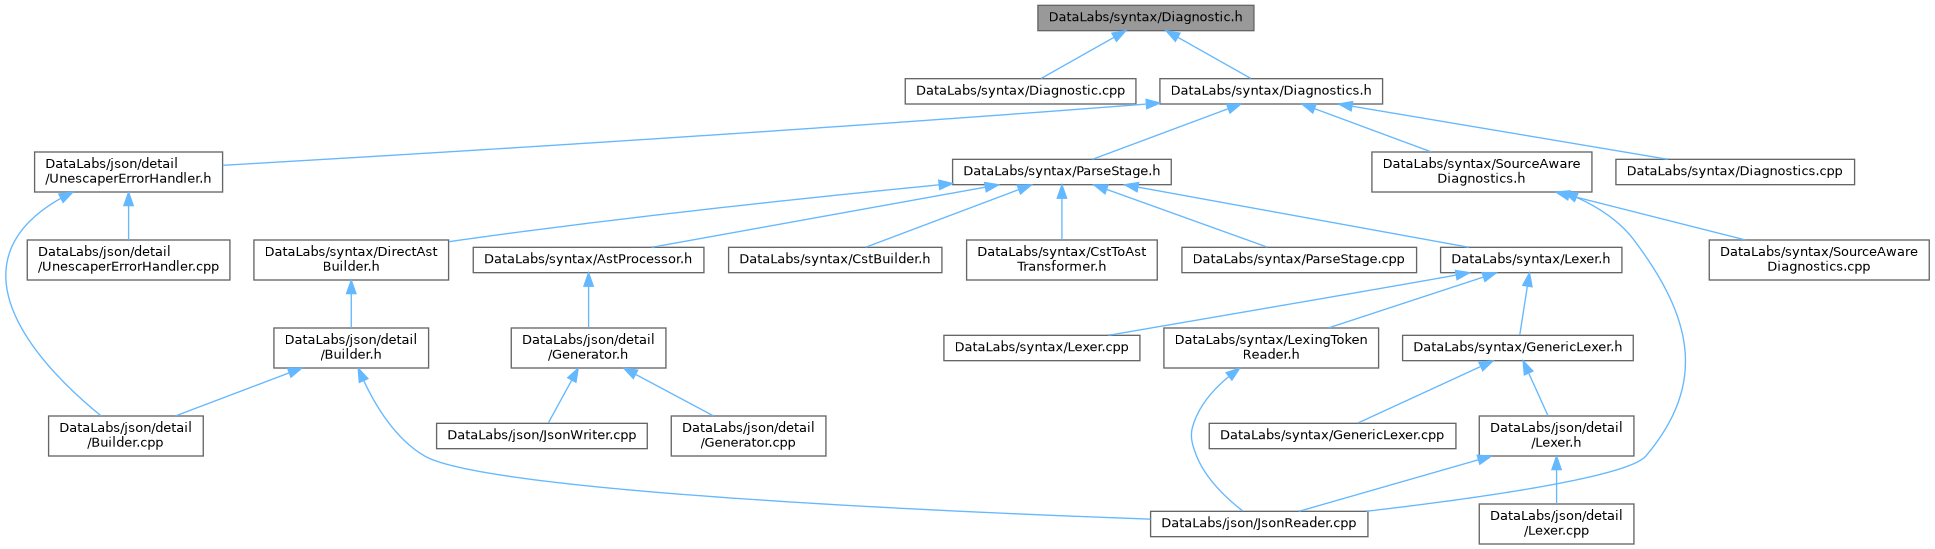 DataLabs/syntax/Diagnostic.h
DataLabs/syntax/Diagnostic.cpp
DataLabs/syntax/Diagnostics.h
DataLabs/json/detail
/UnescaperErrorHandler.h
DataLabs/syntax/ParseStage.h
DataLabs/syntax/SourceAware
Diagnostics.h
DataLabs/syntax/Diagnostics.cpp
DataLabs/json/detail
/UnescaperErrorHandler.cpp
DataLabs/syntax/DirectAst
Builder.h
DataLabs/syntax/AstProcessor.h
DataLabs/syntax/CstBuilder.h
DataLabs/syntax/CstToAst
Transformer.h
DataLabs/syntax/ParseStage.cpp
DataLabs/syntax/Lexer.h
DataLabs/syntax/SourceAware
Diagnostics.cpp
DataLabs/json/detail
/Builder.h
DataLabs/json/detail
/Generator.h
DataLabs/syntax/Lexer.cpp
DataLabs/syntax/LexingToken
Reader.h
DataLabs/syntax/GenericLexer.h
DataLabs/json/detail
/Builder.cpp
DataLabs/json/JsonWriter.cpp
DataLabs/json/detail
/Generator.cpp
DataLabs/syntax/GenericLexer.cpp
DataLabs/json/detail
/Lexer.h
DataLabs/json/JsonReader.cpp
DataLabs/json/detail
/Lexer.cpp